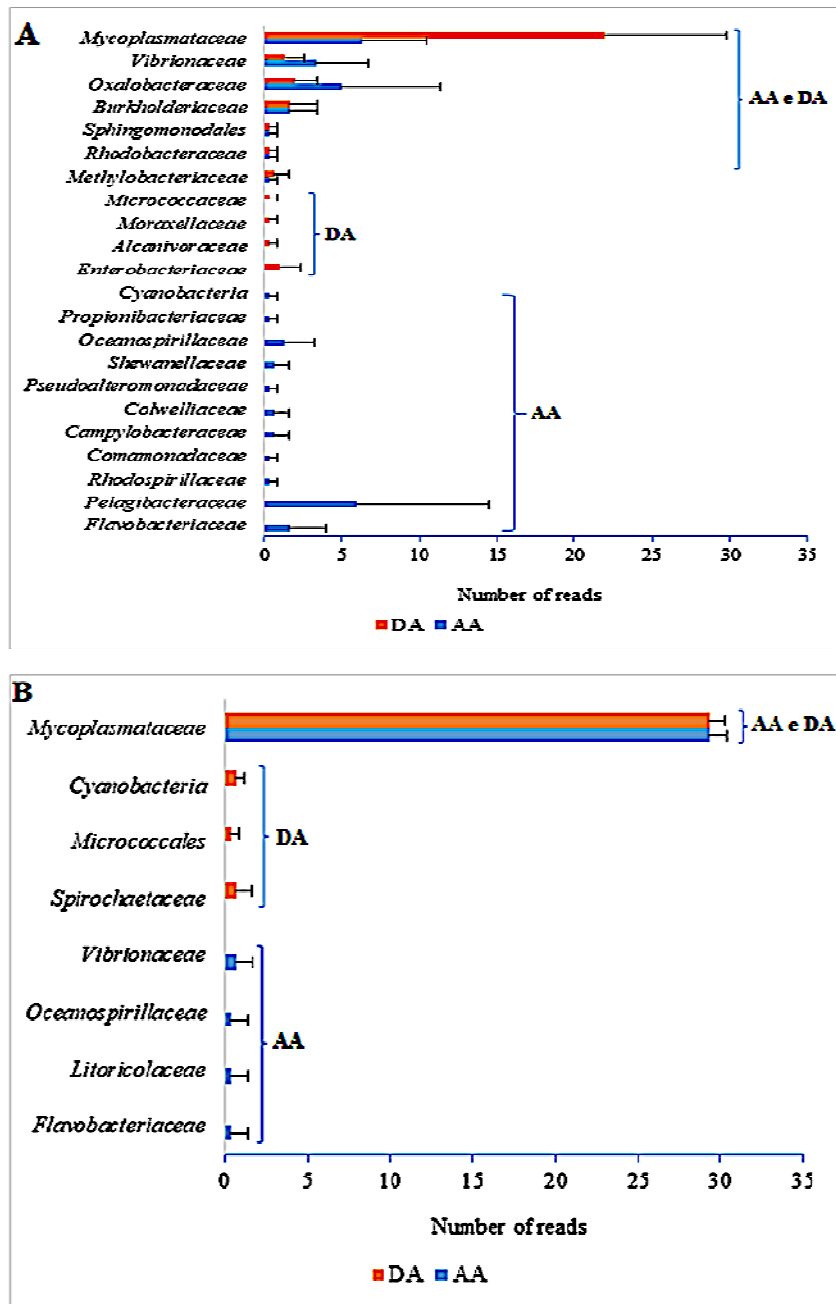 A
Mycoplasmataceae
Vibrionaceae
Oxalobacteraceae
Burkholderiaceae
Sphingomonodales
Rhodobacteraceae
Methylobacteriaceae
Micrococcaceae
Moraxellaceae
Alcanivoraceae
Enterobacteriaceae
Cyanobacteria
Propionibacteriaceae
Oceanospirillaceae
Shewanellaceae
Pseudoalteromonadaceae
Colwelliaceae
Campylobacteraceae
Comamonadaceae
Rhodospirillaceae
Pelagibacteraceae
Flavobacteriaceae
AA e DA
DA
AA
0 5 10 15 20 25 30 35
Number of reads
DA AA
B
Mycoplasmataceae
Cyanobacteria
Micrococcales
Spirochaetaceae
Vibrionaceae
Oceanospirillaceae
Litoricolaceae
Flavobacteriaceae
AA e DA
DA
AA
0 5 10 15 20 25 30 35
Number of reads
DA AA